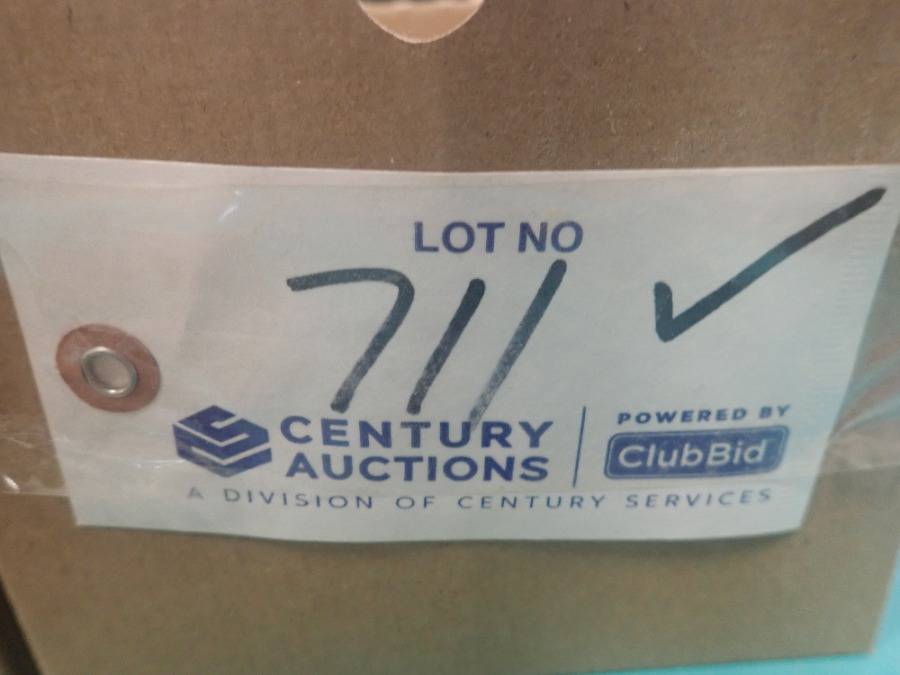 LOT NO
711 ✓
CENTURY
AUCTIONS
POWERED BY
ClubBid
A DIVISION OF CENTURY SERVICES